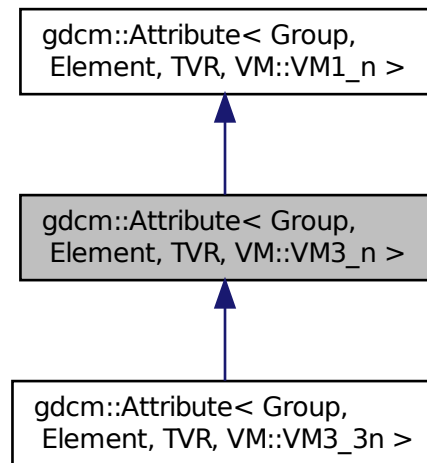 gdcm::Attribute< Group,
Element, TVR, VM::VM1_n >
gdcm::Attribute< Group,
Element, TVR, VM::VM3_n >
gdcm::Attribute< Group,
Element, TVR, VM::VM3_3n >